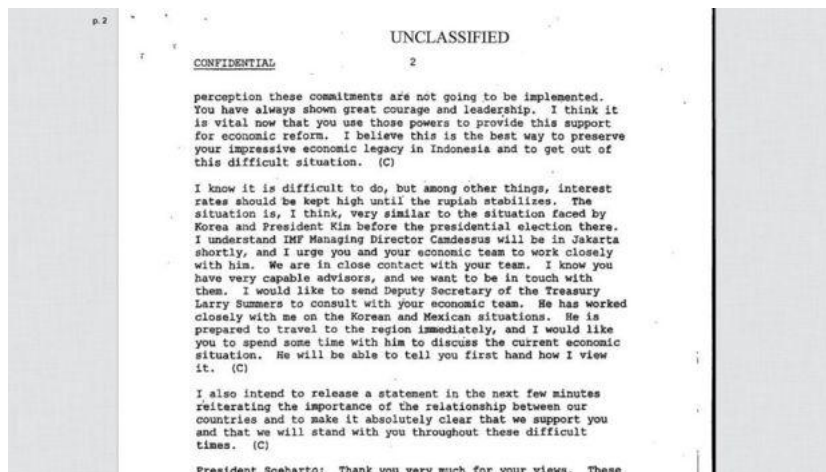 p. 2
UNCLASSIFIED
CONFIDENTIAL 2
perception these commitments are not going to be implemented.
You have always shown great courage and leadership. I think it
is vital now that you use those powers to provide this support
for economic reform. I believe this is the best way to preserve
your impressive economic legacy in Indonesia and to get out of
this difficult situation. (C)
I know it is difficult to do, but among other things, interest
rates should be kept high until the rupiah stabilizes. The
situation is, I think, very similar to the situation faced by
Korea and President Kim before the presidential election there.
I understand IMF Managing Director Camdessus will be in Jakarta
shortly, and I urge you and your economic team to work closely
with him. We are in close contact with your team. I know you
have very capable advisors, and we want to be in touch with
them. I would like to send Deputy Secretary of the Treasury
Larry Summers to consult with your economic team. He has worked
closely with me on the Korean and Mexican situations. He is
prepared to travel to the region immediately, and I would like
you to spend some time with him to discuss the current economic
situation. He will be able to tell you first hand how I view
it. (C)
I also intend to release a statement in the next few minutes
reiterating the importance of the relationship between our
countries and to make it absolutely clear that we support you
and that we will stand with you throughout these difficult
times. (C)
President Soeharto: Thank you very much for your views. These